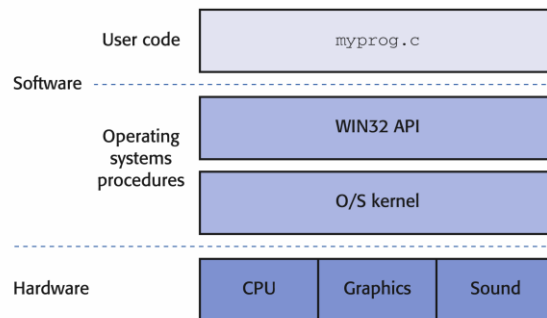 User code
myprog.c
Software
Operating
systems
procedures
WIN32 API
O/S kernel
Hardware
CPU
Graphics
Sound